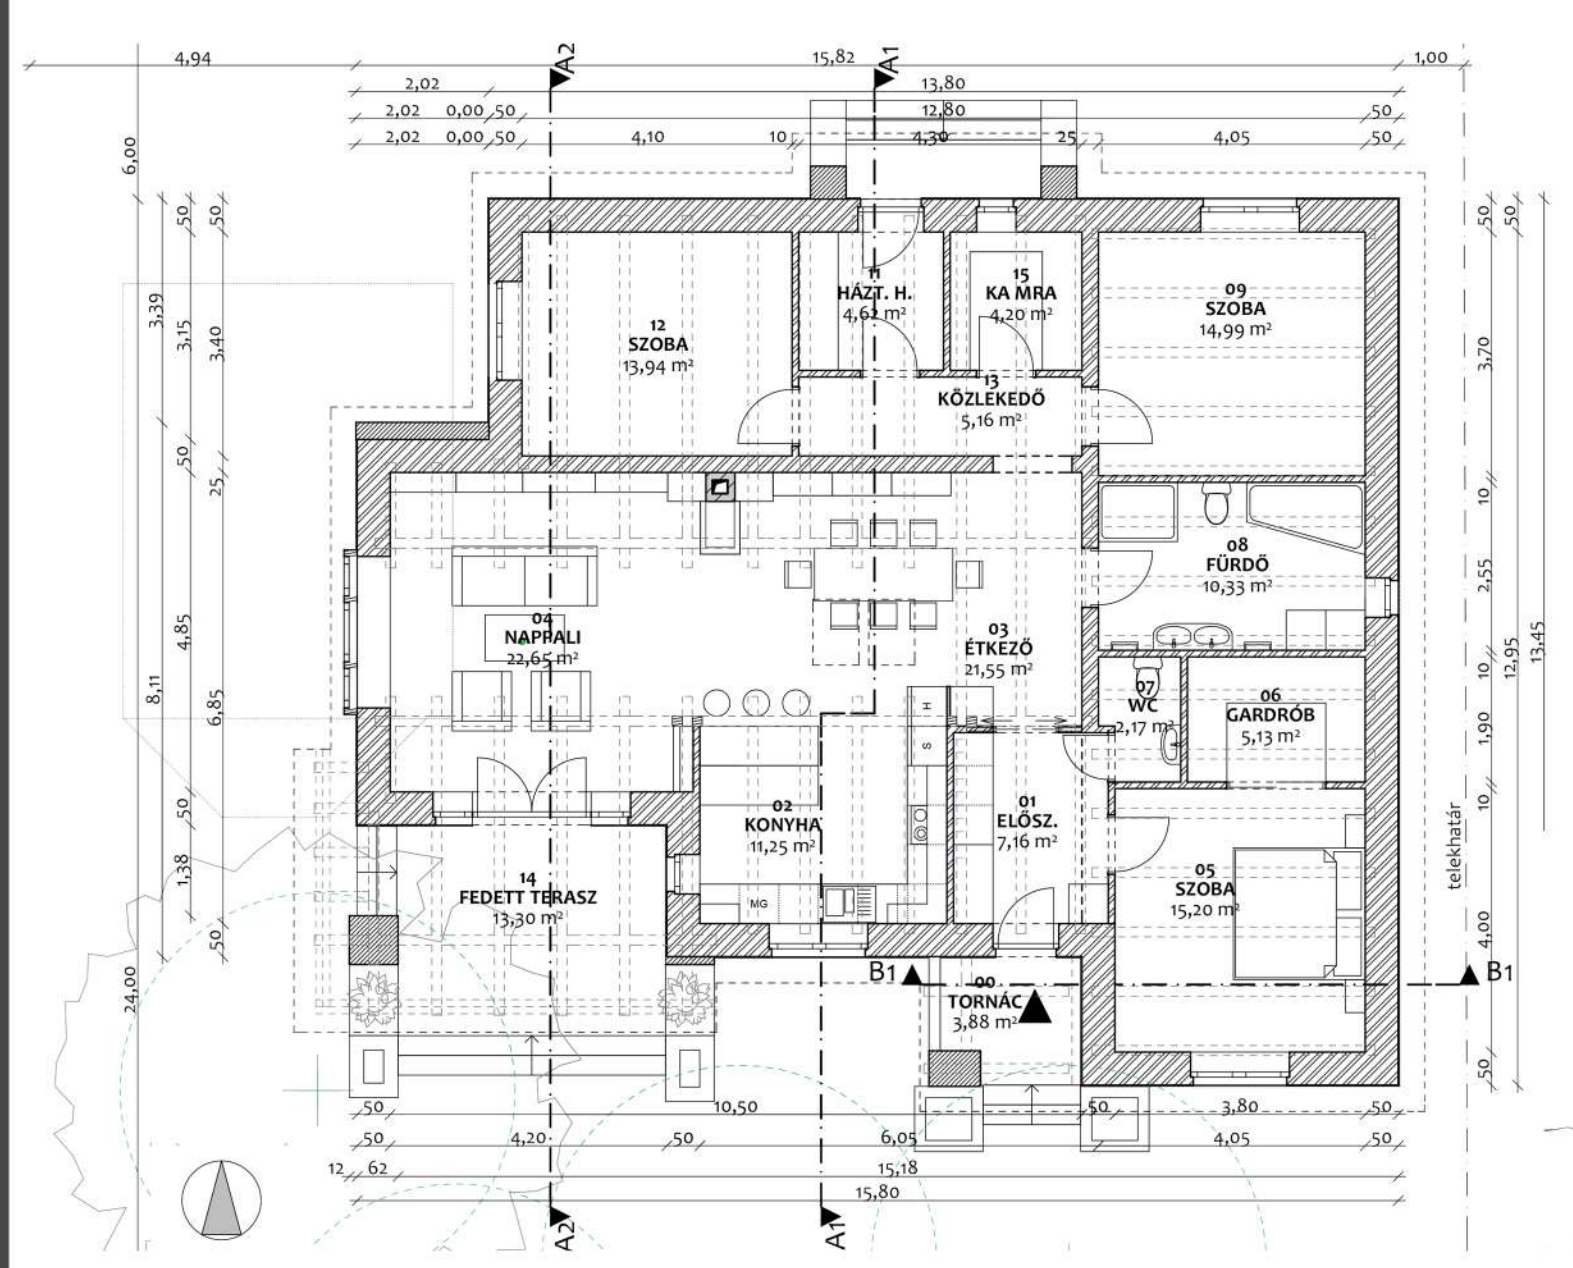 A2
A1
4,94
15,82
1,00
2,02
13,80
2,02
0,00
50
12,80
50
2,02
0,00
50
4,10
10
4,30
25
4,05
50
6,00
50
50
50
50
3,39
3,15
3,40
50
25
4,85
8,11
6,85
50
1,38
50
24,00
3,70
10
2,55
10
1,90
10
4,00
50
12,95
13,45
telekhatár
12
SZOBA
13,94 m²
11
HÁZT. H.
4,62 m²
15
KAMRA
4,20 m²
09
SZOBA
14,99 m²
13
KÖZLEKEDŐ
5,16 m²
08
FÜRDŐ
10,33 m²
04
NAPPALI
22,65 m²
03
ÉTKEZŐ
21,55 m²
07
WC
2,17 m²
06
GARDRÓB
5,13 m²
H
S
02
KONYHA
11,25 m²
01
ELŐSZ.
7,16 m²
14
FEDETT TERASZ
13,30 m²
05
SZOBA
15,20 m²
MG
B1
B1
00
TORNÁC
3,88 m²
50
10,50
50
3,80
50
50
4,20
50
6,05
4,05
50
12
62
15,18
15,80
A2
A1